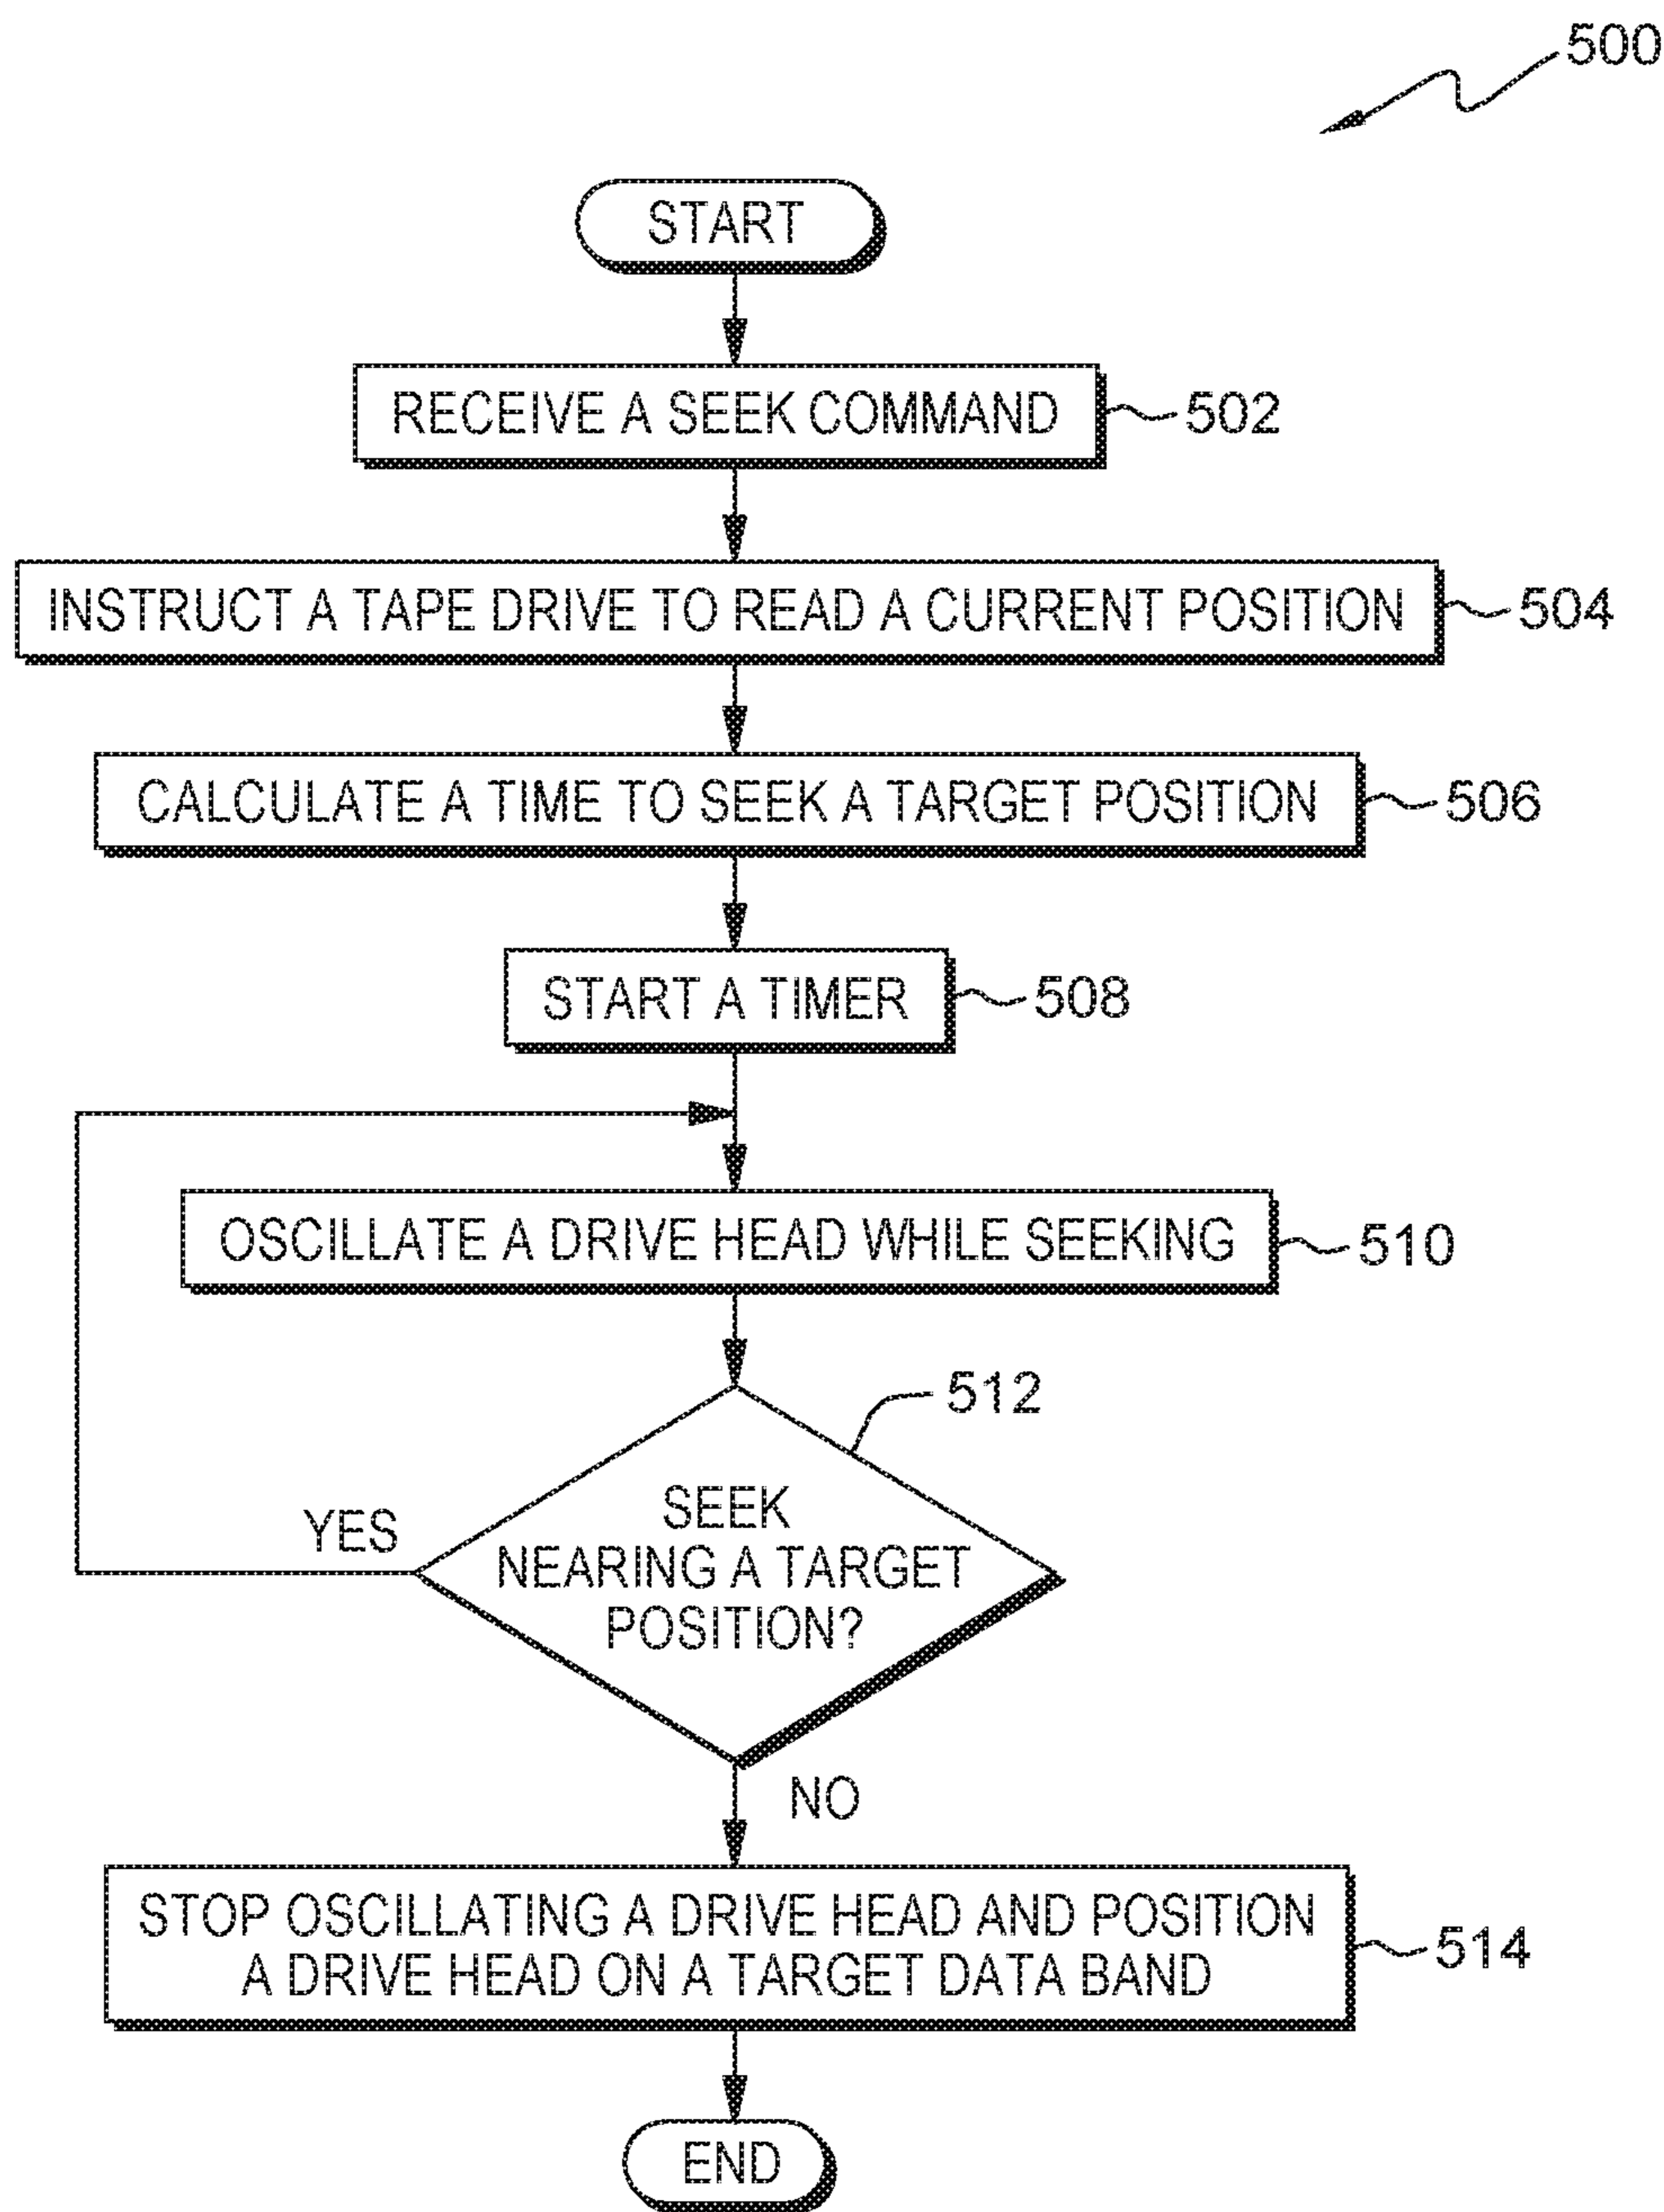 500
START
RECEIVE A SEEK COMMAND
502
INSTRUCT A TAPE DRIVE TO READ A CURRENT POSITION
504
CALCULATE A TIME TO SEEK A TARGET POSITION
506
START A TIMER
508
OSCILLATE A DRIVE HEAD WHILE SEEKING
510
512
SEEK
NEARING A TARGET
POSITION?
YES
NO
STOP OSCILLATING A DRIVE HEAD AND POSITION
A DRIVE HEAD ON A TARGET DATA BAND
514
END